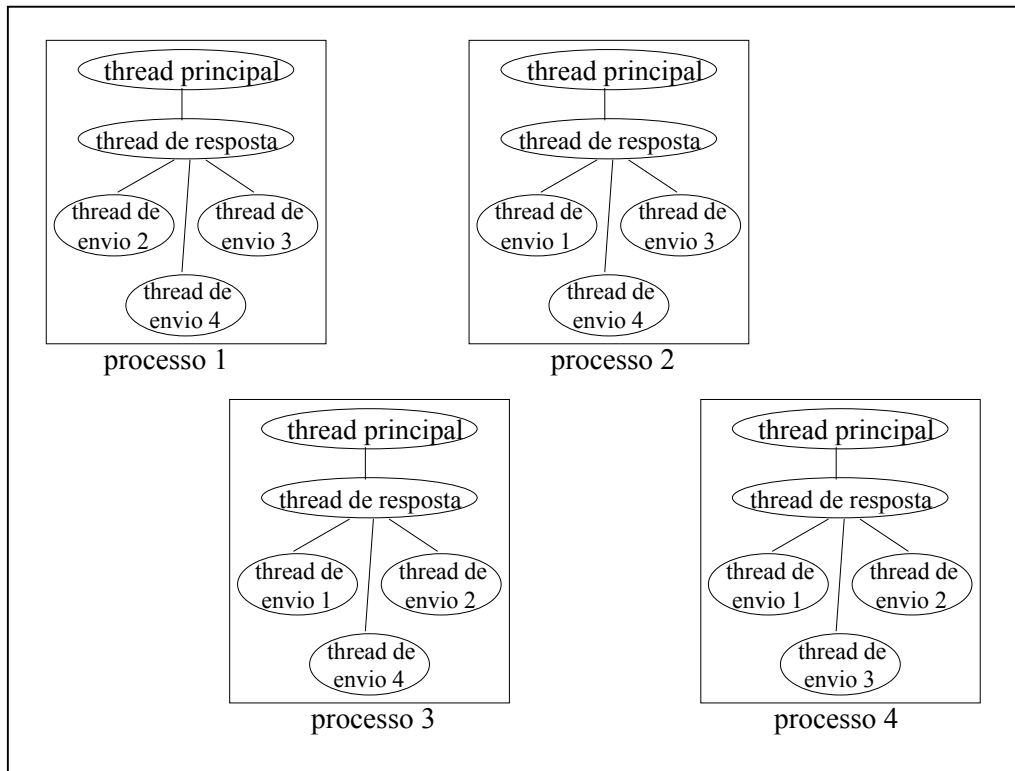 thread principal
thread de resposta
thread de
envio 2
thread de
envio 3
thread de
envio 4
processo 1
thread principal
thread de resposta
thread de
envio 1
thread de
envio 3
thread de
envio 4
processo 2
thread principal
thread de resposta
thread de
envio 1
thread de
envio 2
thread de
envio 4
processo 3
thread principal
thread de resposta
thread de
envio 1
thread de
envio 2
thread de
envio 3
processo 4